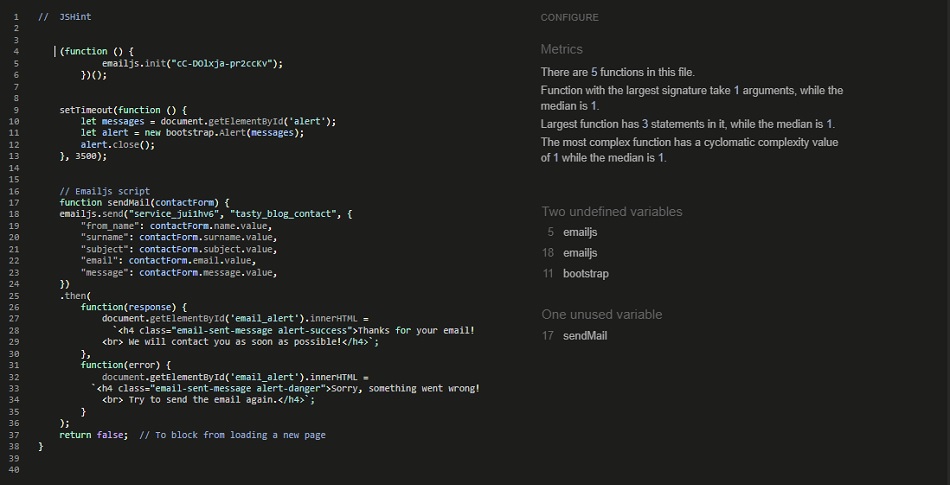 1 // JSHint
2
3
4 (function () {
5 emailjs.init("cC-DOlxja-pr2ccKv");
6 })();
7
8
9 setTimeout(function () {
10 let messages = document.getElementById('alert');
11 let alert = new bootstrap.Alert(messages);
12 alert.close();
13 }, 3500);
14
15
16 // Emailjs script
17 function sendMail(contactForm) {
18 emailjs.send("service_jui1hv6", "tasty_blog_contact", {
19 "from_name": contactForm.name.value,
20 "surname": contactForm.surname.value,
21 "subject": contactForm.subject.value,
22 "email": contactForm.email.value,
23 "message": contactForm.message.value,
24 })
25 .then(
26 function(response) {
27 document.getElementById('email_alert').innerHTML =
28 `<h4 class="email-sent-message alert-success">Thanks for your email!
29 <br> We will contact you as soon as possible!</h4>`;
30 },
31 function(error) {
32 document.getElementById('email_alert').innerHTML =
33 `<h4 class="email-sent-message alert-danger">Sorry, something went wrong!
34 <br> Try to send the email again.</h4>`;
35 }
36 );
37 return false; // To block from loading a new page
38 }
39
40
CONFIGURE
Metrics
There are 5 functions in this file.
Function with the largest signature take 1 arguments, while the
median is 1.
Largest function has 3 statements in it, while the median is 1.
The most complex function has a cyclomatic complexity value
of 1 while the median is 1.
Two undefined variables
5 emailjs
18 emailjs
11 bootstrap
One unused variable
17 sendMail